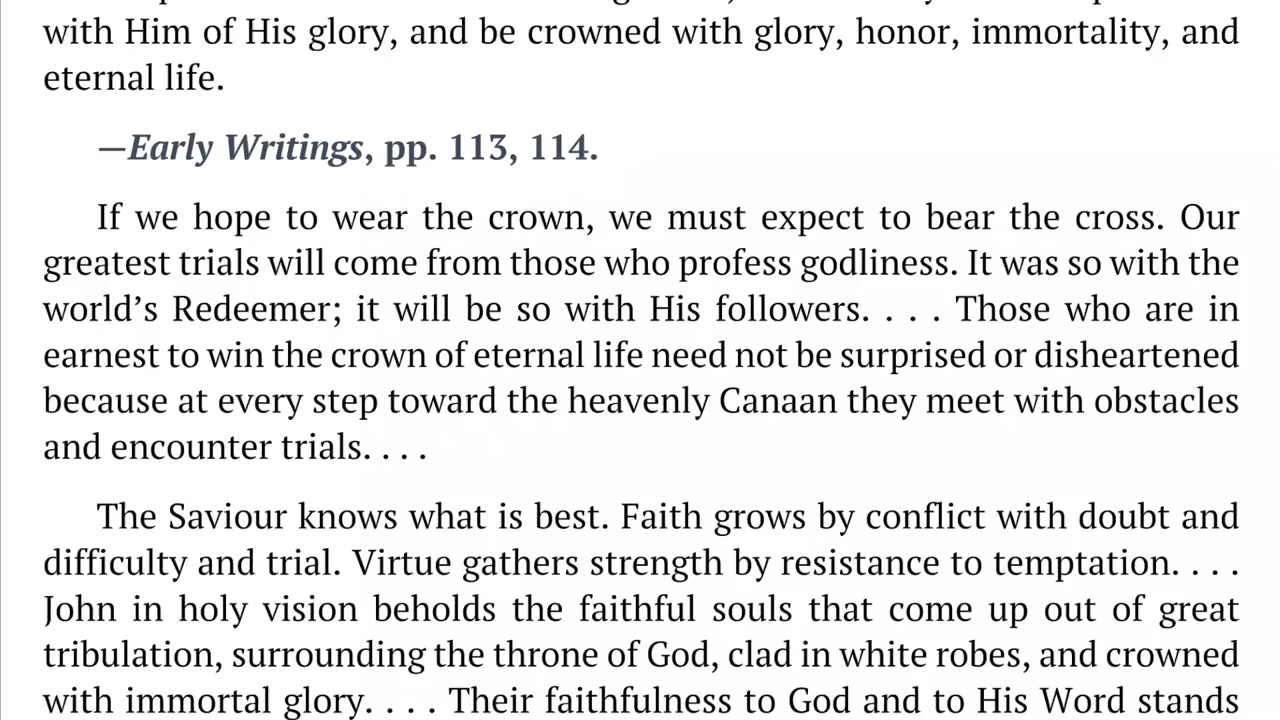 with Him of His glory, and be crowned with glory, honor, immortality, and
eternal life.
—Early Writings, pp. 113, 114.
If we hope to wear the crown, we must expect to bear the cross. Our
greatest trials will come from those who profess godliness. It was so with the
world’s Redeemer; it will be so with His followers. . . . Those who are in
earnest to win the crown of eternal life need not be surprised or disheartened
because at every step toward the heavenly Canaan they meet with obstacles
and encounter trials. . . .
The Saviour knows what is best. Faith grows by conflict with doubt and
difficulty and trial. Virtue gathers strength by resistance to temptation. . . .
John in holy vision beholds the faithful souls that come up out of great
tribulation, surrounding the throne of God, clad in white robes, and crowned
with immortal glory. . . . Their faithfulness to God and to His Word stands